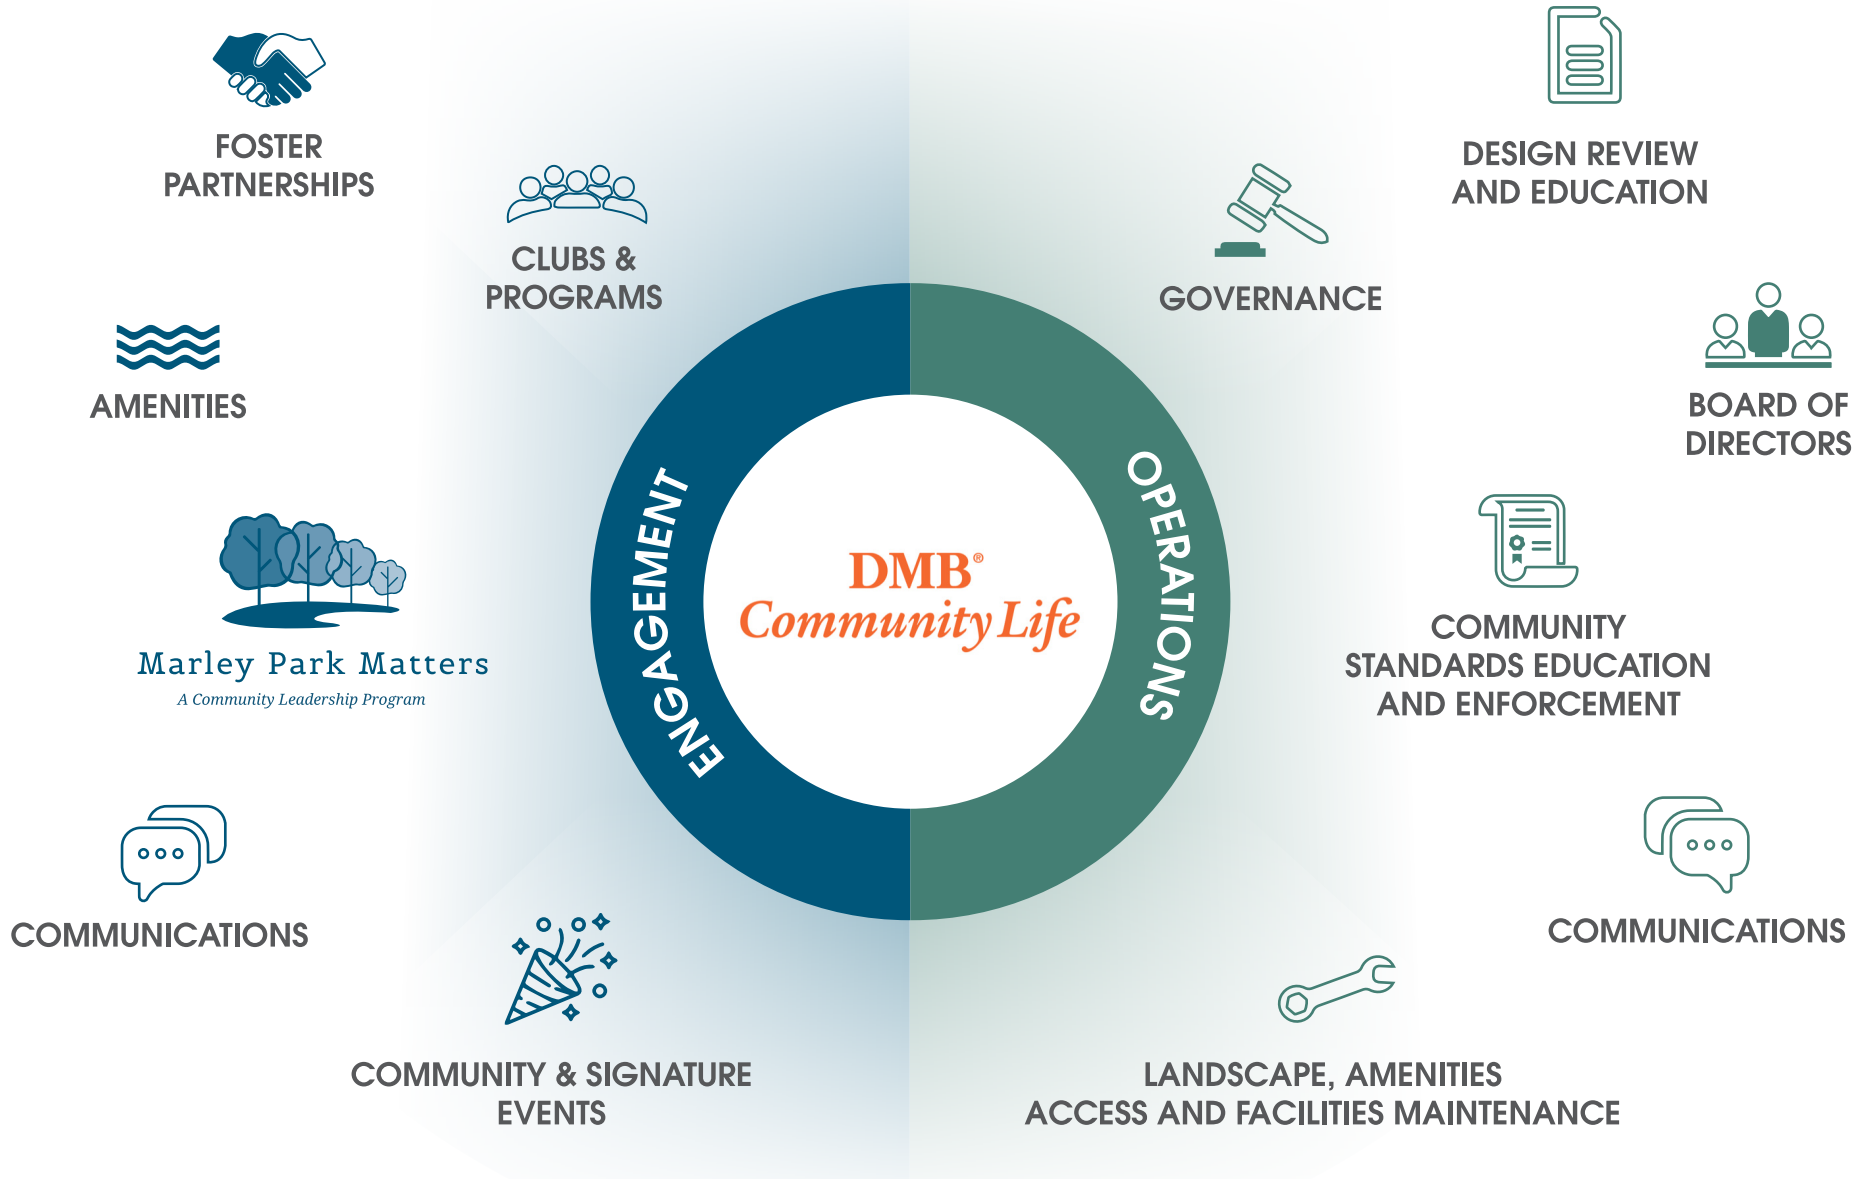 FOSTER
PARTNERSHIPS
CLUBS &
PROGRAMS
AMENITIES
Marley Park Matters
A Community Leadership Program
COMMUNICATIONS
COMMUNITY & SIGNATURE
EVENTS
ENGAGEMENT
DMB®
Community Life
OPERATIONS
DESIGN REVIEW
AND EDUCATION
GOVERNANCE
BOARD OF
DIRECTORS
COMMUNITY
STANDARDS EDUCATION
AND ENFORCEMENT
COMMUNICATIONS
LANDSCAPE, AMENITIES
ACCESS AND FACILITIES MAINTENANCE